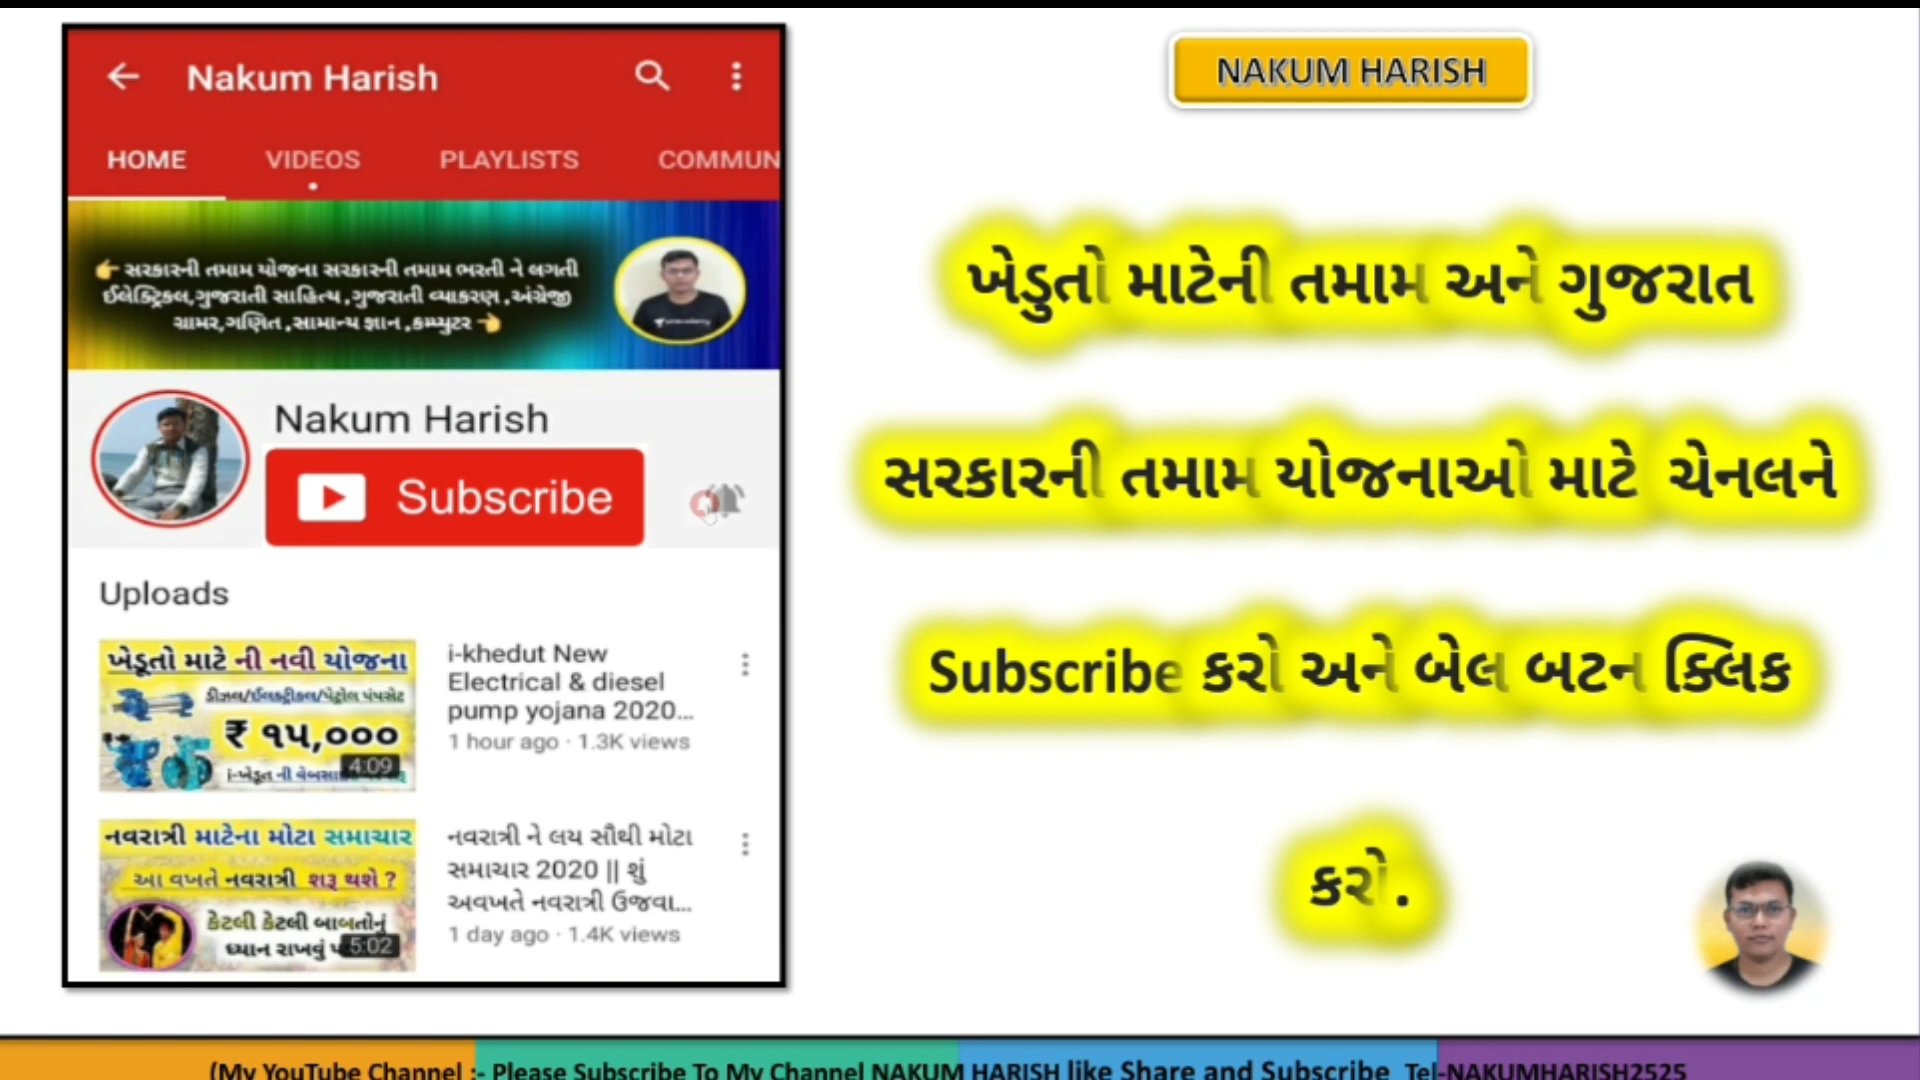 Nakum Harish
HOME VIDEOS PLAYLISTS COMMUN
👉 સરકારની તમામ યોજના સરકારની તમામ ભરતી ને લગતી
ઈલેક્ટ્રિકલ,ગુજરાતી સાહિત્ય,ગુજરાતી વ્યાકરણ,અંગ્રેજી
ગ્રામર,ગણિત,સામાન્ય જ્ઞાન,કમ્પ્યુટર 👈
Nakum Harish
Subscribe
Uploads
ખેડૂતો માટે ની નવી યોજના
ડીઝલ/ઈલેક્ટ્રીકલ/પેટ્રોલ પંપસેટ
₹ ૧૫,૦૦૦
i-ખેડૂત ની
4:09
i-khedut New
Electrical & diesel
pump yojana 2020...
1 hour ago · 1.3K views
નવરાત્રી માટેના મોટા સમાચાર
આ વખતે નવરાત્રી શરૂ થશે ?
કેટલી કેટલી બાબતોનું
ધ્યાન રાખવું
5:02
નવરાત્રી ને લય સૌથી મોટા
સમાચાર 2020 || શું
અવખતે નવરાત્રી ઉજવા...
1 day ago · 1.4K views
NAKUM HARISH
ખેડુતો માટેની તમામ અને ગુજરાત
સરકારની તમામ યોજનાઓ માટે ચેનલને
Subscribe કરો અને બેલ બટન ક્લિક
કરો.
(My YouTube Channel :- Please Subscribe To My Channel NAKUM HARISH like Share and Subscribe Tel-NAKUMHARISH2525